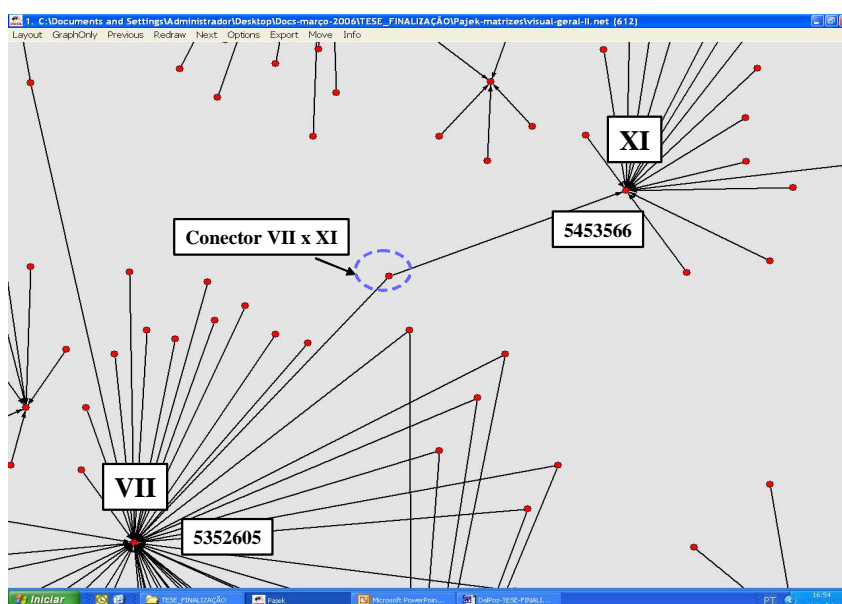 1. C:\Documents and Settings\Administrador\Desktop\Docs-março-2006\TESE_FINALIZAÇÃO\Pajek-matrizes\visual-geral-II.net (612)
Layout GraphOnly Previous Redraw Next Options Export Move Info
XI
5453566
Conector VII x XI
VII
5352605
Iniciar TESE_FINALIZAÇÃO Pajek Microsoft PowerPoin... DalPoz-TESE-FINALI... PT 16:54